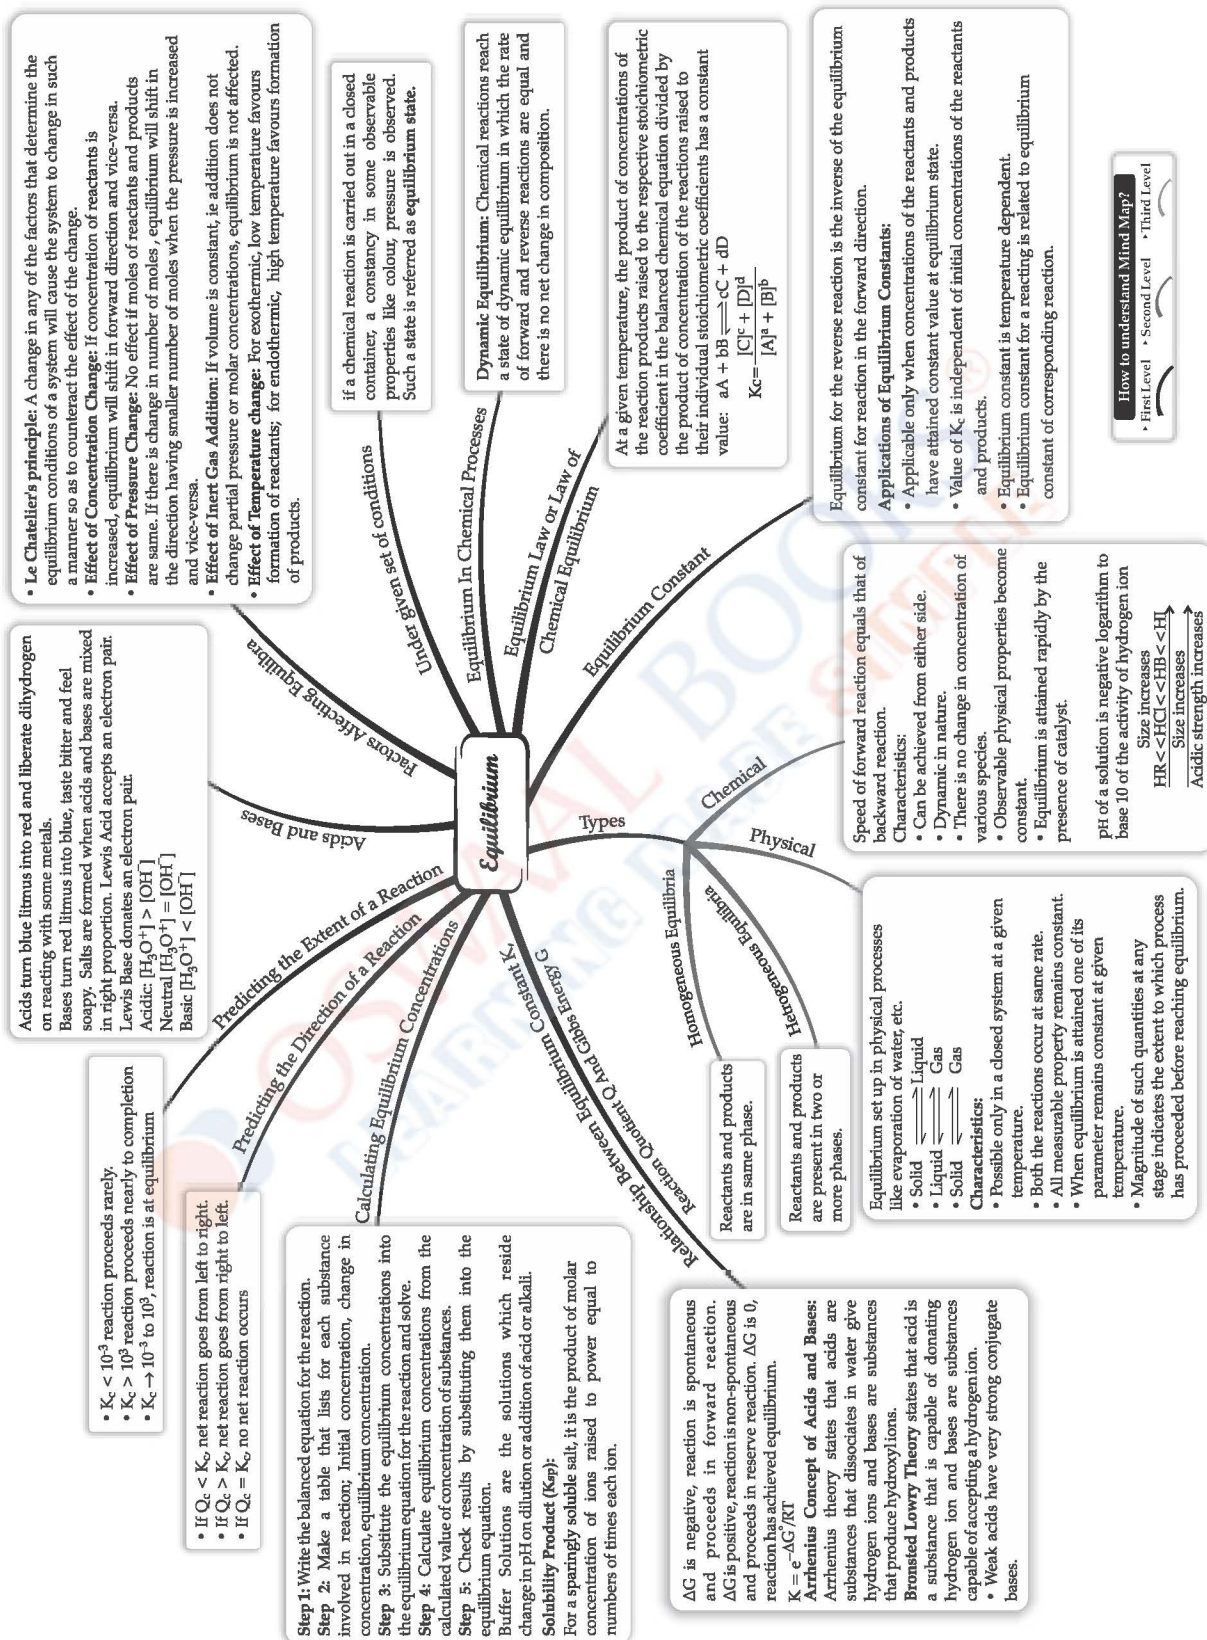 Equilibrium
Factors Affecting Equilibra
• Le Chatelier's principle: A change in any of the factors that determine the
equilibrium conditions of a system will cause the system to change in such
a manner so as to counteract the effect of the change.
• Effect of Concentration Change: If concentration of reactants is
increased, equilibrium will shift in forward direction and vice-versa.
• Effect of Pressure Change: No effect if moles of reactants and products
are same. If there is change in number of moles , equilibrium will shift in
the direction having smaller number of moles when the pressure is increased
and vice-versa.
• Effect of Inert Gas Addition: If volume is constant, ie addition does not
change partial pressure or molar concentrations, equilibrium is not affected.
• Effect of Temperature change: For exothermic, low temperature favours
formation of reactants; for endothermic, high temperature favours formation
of products.
Under given set of conditions
if a chemical reaction is carried out in a closed
container, a constancy in some observable
properties like colour, pressure is observed.
Such a state is referred as equilibrium state.
Equilibrium In Chemical Processes
Dynamic Equilibrium: Chemical reactions reach
a state of dynamic equilibrium in which the rate
of forward and reverse reactions are equal and
there is no net change in composition.
Equilibrium Law or Law of
Chemical Equilibrium
At a given temperature, the product of concentrations of
the reaction products raised to the respective stoichiometric
coefficient in the balanced chemical equation divided by
the product of concentration of the reactions raised to
their individual stoichiometric coefficients has a constant
value: aA + bB ⇌ cC + dD
Kc= [C]ᶜ + [D]ᵈ / [A]ᵃ + [B]ᵇ
Equilibrium Constant
Equilibrium for the reverse reaction is the inverse of the equilibrium
constant for reaction in the forward direction.
Applications of Equilibrium Constants:
• Applicable only when concentrations of the reactants and products
have attained constant value at equilibrium state.
• Value of Kc is independent of initial concentrations of the reactants
and products.
• Equilibrium constant is temperature dependent.
• Equilibrium constant for a reacting is related to equilibrium
constant of corresponding reaction.
Acids and Bases
Acids turn blue litmus into red and liberate dihydrogen
on reacting with some metals.
Bases turn red litmus into blue, taste bitter and feel
soapy. Salts are formed when acids and bases are mixed
in right proportion. Lewis Acid accepts an electron pair.
Lewis Base donates an electron pair.
Acidic: [H₃O⁺] > [OH⁻]
Neutral [H₃O⁺] = [OH⁻]
Basic [H₃O⁺] < [OH⁻]
Predicting the Extent of a Reaction
• Kc < 10⁻³ reaction proceeds rarely.
• Kc > 10³ reaction proceeds nearly to completion
• Kc → 10⁻³ to 10³, reaction is at equilibrium
Predicting the Direction of a Reaction
• If Qc < Kc, net reaction goes from left to right.
• If Qc > Kc, net reaction goes from right to left.
• If Qc = Kc, no net reaction occurs
Calculating Equilibrium Concentrations
Step 1: Write the balanced equation for the reaction.
Step 2: Make a table that lists for each substance
involved in reaction; Initial concentration, change in
concentration, equilibrium concentration.
Step 3: Substitute the equilibrium concentrations into
the equilibrium equation for the reaction and solve.
Step 4: Calculate equilibrium concentrations from the
calculated value of concentration of substances.
Step 5: Check results by substituting them into the
equilibrium equation.
Buffer Solutions are the solutions which reside
change in pH on dilution or addition of acid or alkali.
Solubility Product (Ksp):
For a sparingly soluble salt, it is the product of molar
concentration of ions raised to power equal to
numbers of times each ion.
Relationship Between Equilibrium Constant K,
Reaction Quotient Q And Gibbs Energy G
ΔG is negative, reaction is spontaneous
and proceeds in forward reaction.
ΔG is positive, reaction is non-spontaneous
and proceeds in reserve reaction. ΔG is 0,
reaction has achieved equilibrium.
K = e⁻ΔG°/RT
Arrhenius Concept of Acids and Bases:
Arrhenius theory states that acids are
substances that dissociates in water give
hydrogen ions and bases are substances
that produce hydroxyl ions.
Bronsted Lowry Theory states that acid is
a substance that is capable of donating
hydrogen ion and bases are substances
capable of accepting a hydrogen ion.
• Weak acids have very strong conjugate
bases.
Types
Homogeneous Equilibria
Reactants and products
are in same phase.
Hetrogeneous Equilibria
Reactants and products
are present in two or
more phases.
Physical
Equilibrium set up in physical processes
like evaporation of water, etc.
• Solid ⇌ Liquid
• Liquid ⇌ Gas
• Solid ⇌ Gas
Characteristics:
• Possible only in a closed system at a given
temperature.
• Both the reactions occur at same rate.
• All measurable property remains constant.
• When equilibrium is attained one of its
parameter remains constant at given
temperature.
• Magnitude of such quantities at any
stage indicates the extent to which process
has proceeded before reaching equilibrium.
Chemical
Speed of forward reaction equals that of
backward reaction.
Characteristics:
• Can be achieved from either side.
• Dynamic in nature.
• There is no change in concentration of
various species.
• Observable physical properties become
constant.
• Equilibrium is attained rapidly by the
presence of catalyst.
pH of a solution is negative logarithm to
base 10 of the activity of hydrogen ion
Size increases
HR<<HCl<<HB<<HI
Size increases
Acidic strength increases
How to understand Mind Map?
• First Level • Second Level • Third Level
OSWAAL BOOKS®
LEARNING MADE SIMPLE